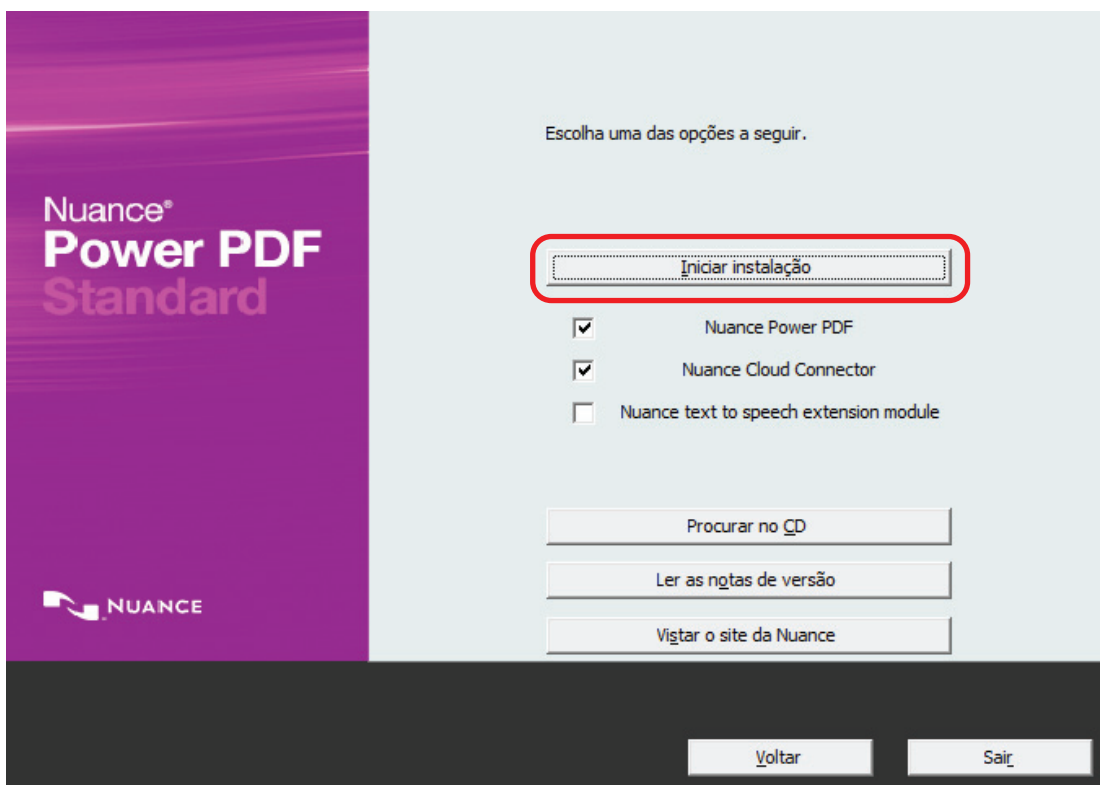 Escolha uma das opções a seguir.
Nuance®
Power PDF
Standard
Iniciar instalação
Nuance Power PDF
Nuance Cloud Connector
Nuance text to speech extension module
Procurar no CD
Ler as notas de versão
Vistar o site da Nuance
NUANCE
Voltar
Sair